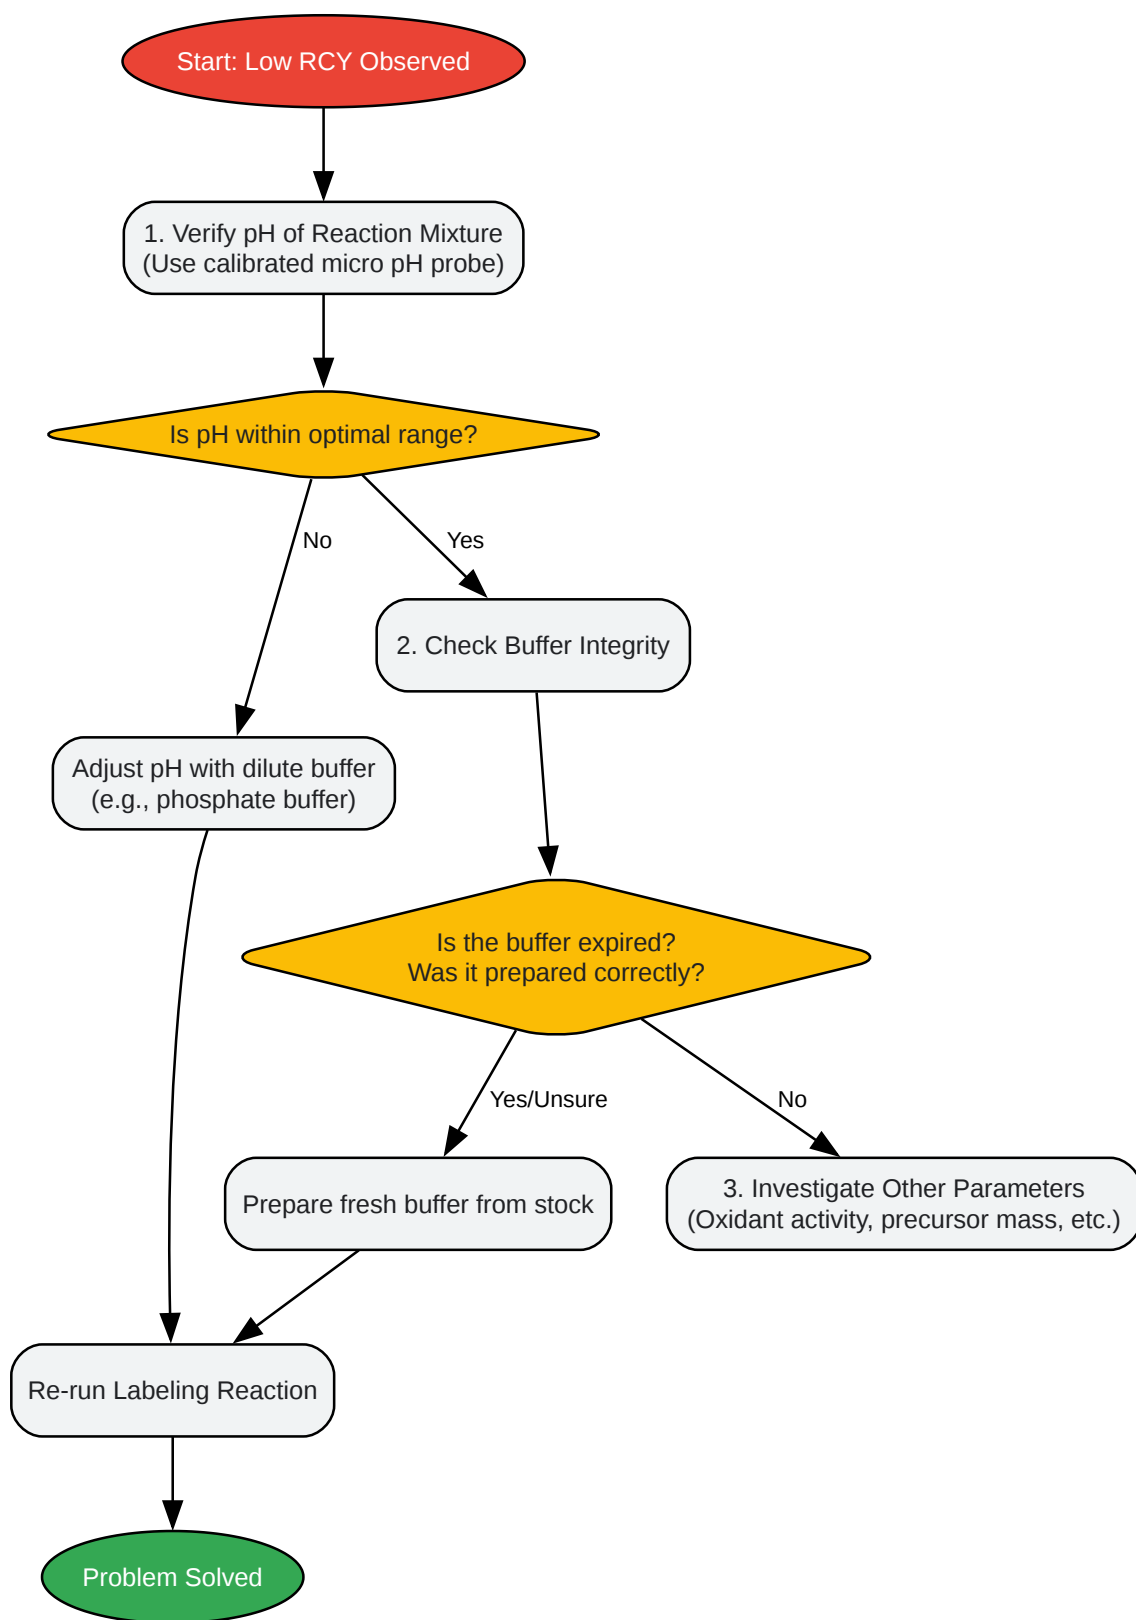 Start: Low RCY Observed
1. Verify pH of Reaction Mixture
(Use calibrated micro pH probe)
Is pH within optimal range?
No
Yes
2. Check Buffer Integrity
Adjust pH with dilute buffer
(e.g., phosphate buffer)
Is the buffer expired?
Was it prepared correctly?
Yes/Unsure
No
Prepare fresh buffer from stock
3. Investigate Other Parameters
(Oxidant activity, precursor mass, etc.)
Re-run Labeling Reaction
Problem Solved